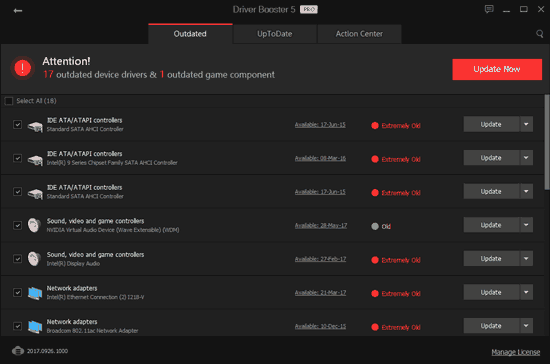 Driver Booster 5 PRO
Outdated
UpToDate
Action Center
Attention!
17 outdated device drivers & 1 outdated game component
Update Now
Select All (18)
IDE ATA/ATAPI controllers
Standard SATA AHCI Controller
Available: 17-Jun-15
Extremely Old
Update
IDE ATA/ATAPI controllers
Intel(R) 9 Series Chipset Family SATA AHCI Controller
Available: 08-Mar-16
Extremely Old
Update
IDE ATA/ATAPI controllers
Standard SATA AHCI Controller
Available: 17-Jun-15
Extremely Old
Update
Sound, video and game controllers
NVIDIA Virtual Audio Device (Wave Extensible) (WDM)
Available: 28-May-17
Old
Update
Sound, video and game controllers
Intel(R) Display Audio
Available: 27-Feb-17
Extremely Old
Update
Network adapters
Intel(R) Ethernet Connection (2) I218-V
Available: 21-Mar-17
Extremely Old
Update
Network adapters
Broadcom 802.11ac Network Adapter
Available: 10-Dec-15
Extremely Old
Update
2017.0926.1000
Manage License